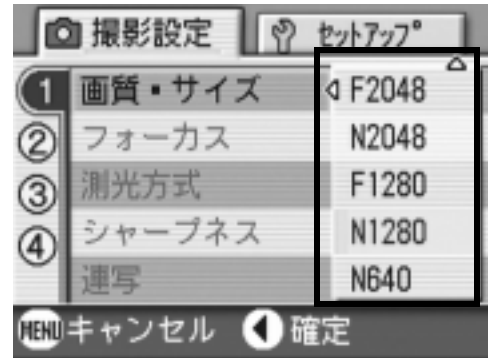 撮影設定 セットアップ
1 画質・サイズ F2048
2 フォーカス N2048
3 測光方式 F1280
4 シャープネス N1280
連写 N640
MENU キャンセル 確定